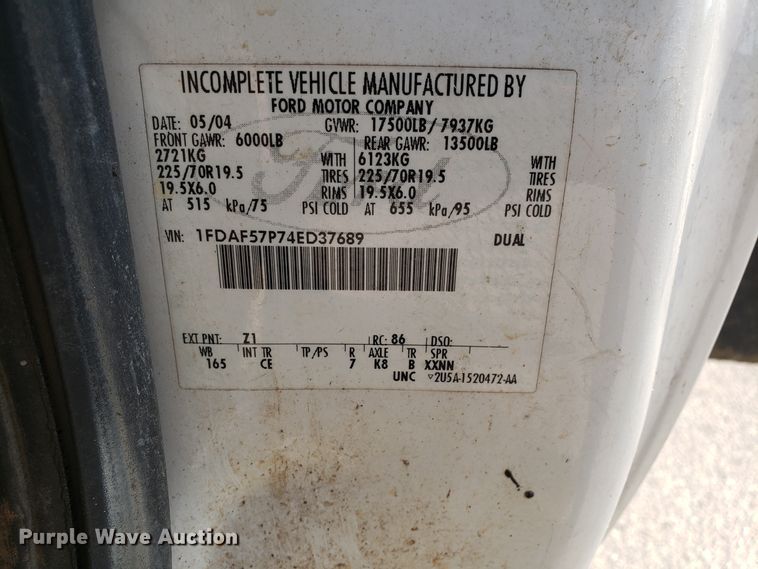 INCOMPLETE VEHICLE MANUFACTURED BY
FORD MOTOR COMPANY
DATE: 05/04 GVWR: 17500LB/ 7937KG
FRONT GAWR: 6000LB REAR GAWR: 13500LB
2721KG WITH 6123KG WITH
225/70R19.5 TIRES 225/70R19.5 TIRES
19.5X6.0 RIMS 19.5X6.0 RIMS
AT 515 kPa/75 PSI COLD AT 655 kPa/95 PSI COLD
Ford
VIN: 1FDAF57P74ED37689 DUAL
EXT PNT: Z1 RC: 86 DSO:
WB INT TR TP/PS R AXLE TR SPR
165 CE 7 K8 B XXNN
UNC 2U5A-1520472-AA
Purple Wave Auction